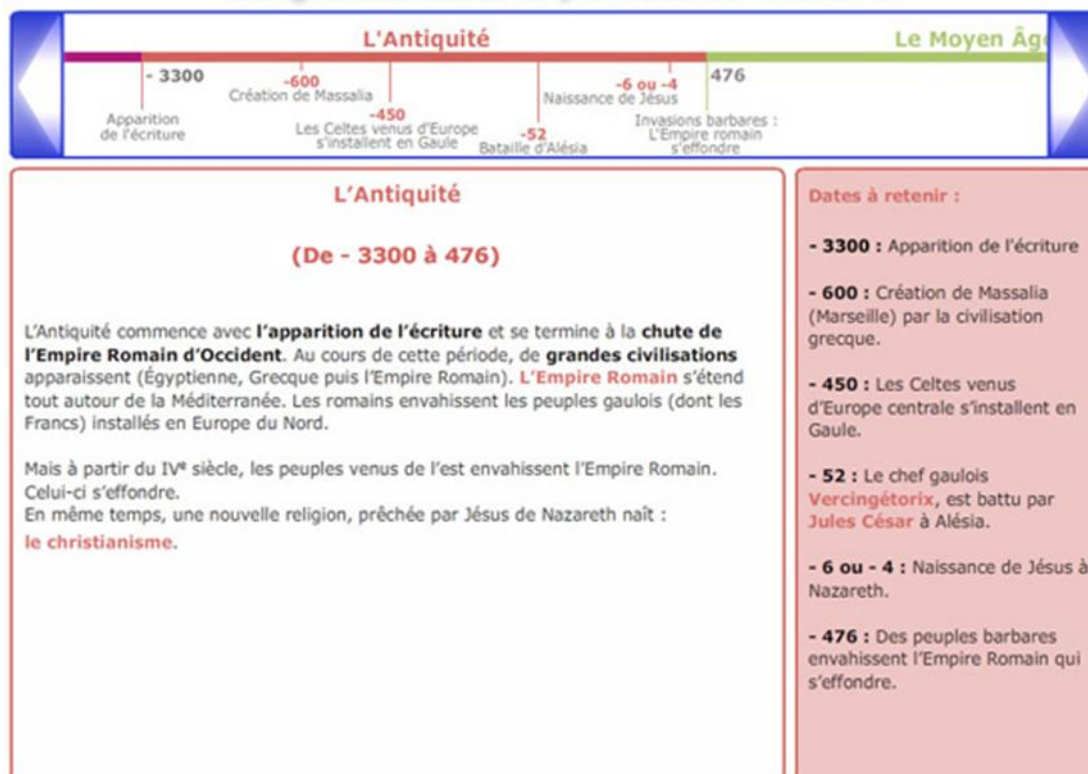 L'Antiquité
Le Moyen Âg
- 3300
Apparition
de l'écriture
-600
Création de Massalia
-450
Les Celtes venus d'Europe
s'installent en Gaule
-52
Bataille d'Alésia
-6 ou -4
Naissance de Jésus
476
Invasions barbares :
L'Empire romain
s'effondre
L'Antiquité
(De - 3300 à 476)
L'Antiquité commence avec l'apparition de l'écriture et se termine à la chute de
l'Empire Romain d'Occident. Au cours de cette période, de grandes civilisations
apparaissent (Égyptienne, Grecque puis l'Empire Romain). L'Empire Romain s'étend
tout autour de la Méditerranée. Les romains envahissent les peuples gaulois (dont les
Francs) installés en Europe du Nord.
Mais à partir du IVe siècle, les peuples venus de l'est envahissent l'Empire Romain.
Celui-ci s'effondre.
En même temps, une nouvelle religion, prêchée par Jésus de Nazareth naît :
le christianisme.
Dates à retenir :
- 3300 : Apparition de l'écriture
- 600 : Création de Massalia
(Marseille) par la civilisation
grecque.
- 450 : Les Celtes venus
d'Europe centrale s'installent en
Gaule.
- 52 : Le chef gaulois
Vercingétorix, est battu par
Jules César à Alésia.
- 6 ou - 4 : Naissance de Jésus à
Nazareth.
- 476 : Des peuples barbares
envahissent l'Empire Romain qui
s'effondre.